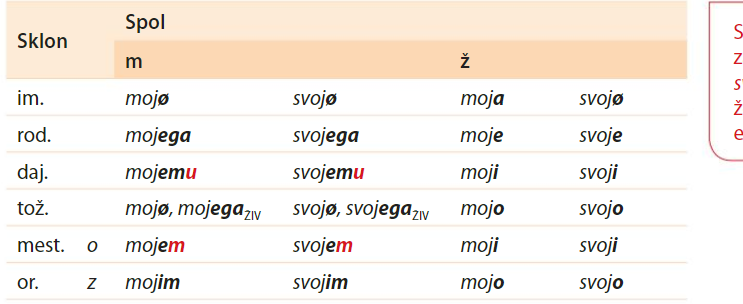 Sklon Spol
m ž
im. mojø svojø moja svojø
rod. mojega svojega moje svoje
daj. mojemu svojemu moji svoji
tož. mojø, mojegaŽIV svojø, svojegaŽIV mojo svojo
mest. o mojem svojem moji svoji
or. z mojim svojim mojo svojo
S
z
s
ž
e